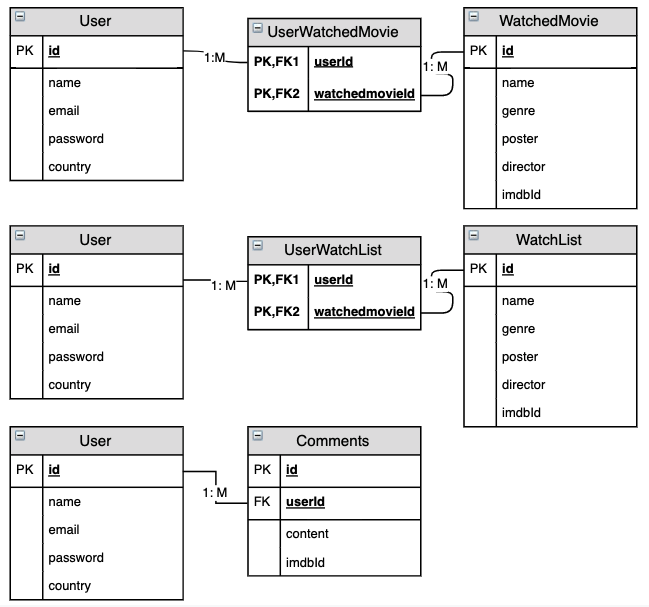 User
PK id
name
email
password
country
1:M
UserWatchedMovie
PK,FK1 userId
PK,FK2 watchedmovieId
1: M
WatchedMovie
PK id
name
genre
poster
director
imdbId
User
PK id
name
email
password
country
1: M
UserWatchList
PK,FK1 userId
PK,FK2 watchedmovieId
1: M
WatchList
PK id
name
genre
poster
director
imdbId
User
PK id
name
email
password
country
1: M
Comments
PK id
FK userId
content
imdbId